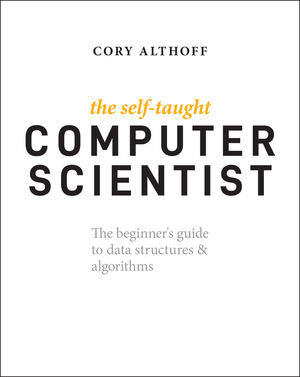 CORY ALTHOFF
the self-taught
COMPUTER
SCIENTIST
The beginner's guide
to data structures &
algorithms